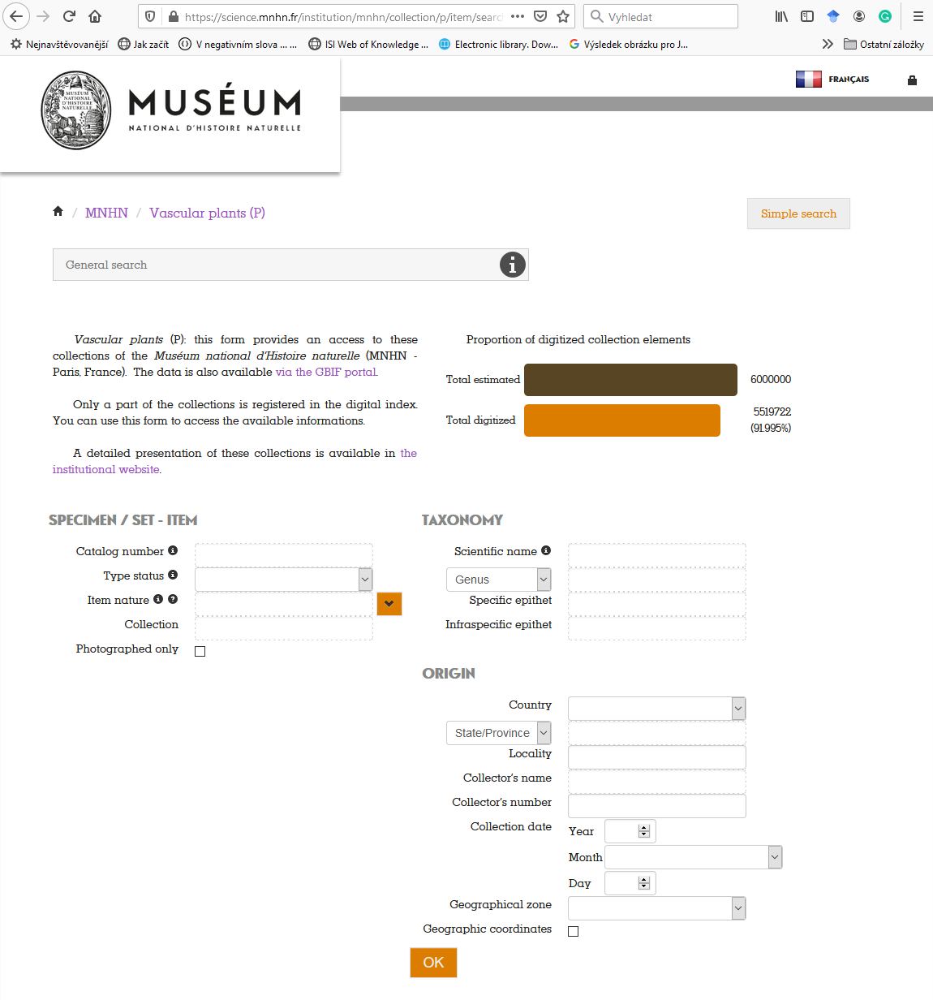 https://science.mnhn.fr/institution/mnhn/collection/p/item/searc
Vyhledat
Nejnavštěvovanější
Jak začít
V negativním slova ... ...
ISI Web of Knowledge ...
Electronic library. Dow...
Výsledek obrázku pro J...
Ostatní záložky
MUSÉUM
NATIONAL D'HISTOIRE NATURELLE
MUSÉUM
NATIONAL
D'HISTOIRE
NATURELLE
FRANÇAIS
/ MNHN / Vascular plants (P)
Simple search
General search
Vascular plants (P): this form provides an access to these
collections of the Muséum national d'Histoire naturelle (MNHN -
Paris, France). The data is also available via the GBIF portal.
Only a part of the collections is registered in the digital index.
You can use this form to access the available informations.
A detailed presentation of these collections is available in the
institutional website.
Proportion of digitized collection elements
Total estimated 6000000
Total digitized 5519722
(91.995%)
SPECIMEN / SET - ITEM
Catalog number
Type status
Item nature
Collection
Photographed only
TAXONOMY
Scientific name
Genus
Specific epithet
Infraspecific epithet
ORIGIN
Country
State/Province
Locality
Collector's name
Collector's number
Collection date
Year
Month
Day
Geographical zone
Geographic coordinates
OK